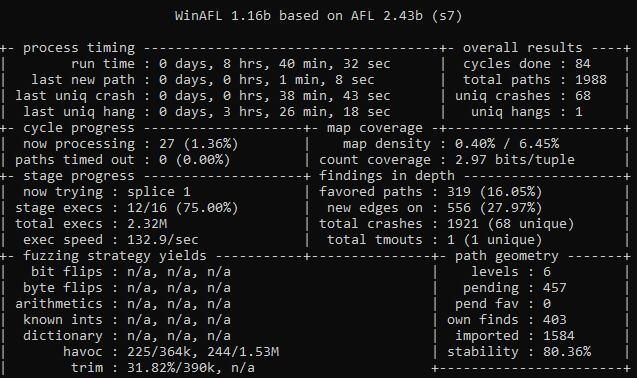 WinAFL 1.16b based on AFL 2.43b (s7)
+- process timing -------------------------------------+- overall results ----+
|        run time : 0 days, 8 hrs, 40 min, 32 sec      |  cycles done : 84    |
|   last new path : 0 days, 0 hrs, 1 min, 8 sec        |  total paths : 1988  |
| last uniq crash : 0 days, 0 hrs, 38 min, 43 sec      | uniq crashes : 68    |
|  last uniq hang : 0 days, 3 hrs, 26 min, 18 sec      |   uniq hangs : 1     |
+- cycle progress --------------------+- map coverage -+----------------------+
|  now processing : 27 (1.36%)        |    map density : 0.40% / 6.45%        |
| paths timed out : 0 (0.00%)         | count coverage : 2.97 bits/tuple      |
+- stage progress --------------------+ findings in depth --------------------+
|  now trying : splice 1              | favored paths : 319 (16.05%)          |
| stage execs : 12/16 (75.00%)        |  new edges on : 556 (27.97%)          |
| total execs : 2.32M                 | total crashes : 1921 (68 unique)      |
|  exec speed : 132.9/sec             |  total tmouts : 1 (1 unique)          |
+- fuzzing strategy yields -----------+---------------+- path geometry -------+
|   bit flips : n/a, n/a, n/a                         |    levels : 6         |
|  byte flips : n/a, n/a, n/a                         |   pending : 457       |
| arithmetics : n/a, n/a, n/a                         |  pend fav : 0         |
|  known ints : n/a, n/a, n/a                         | own finds : 403       |
|  dictionary : n/a, n/a, n/a                         |  imported : 1584      |
|       havoc : 225/364k, 244/1.53M                   | stability : 80.36%    |
|        trim : 31.82%/390k, n/a                      +-----------------------+